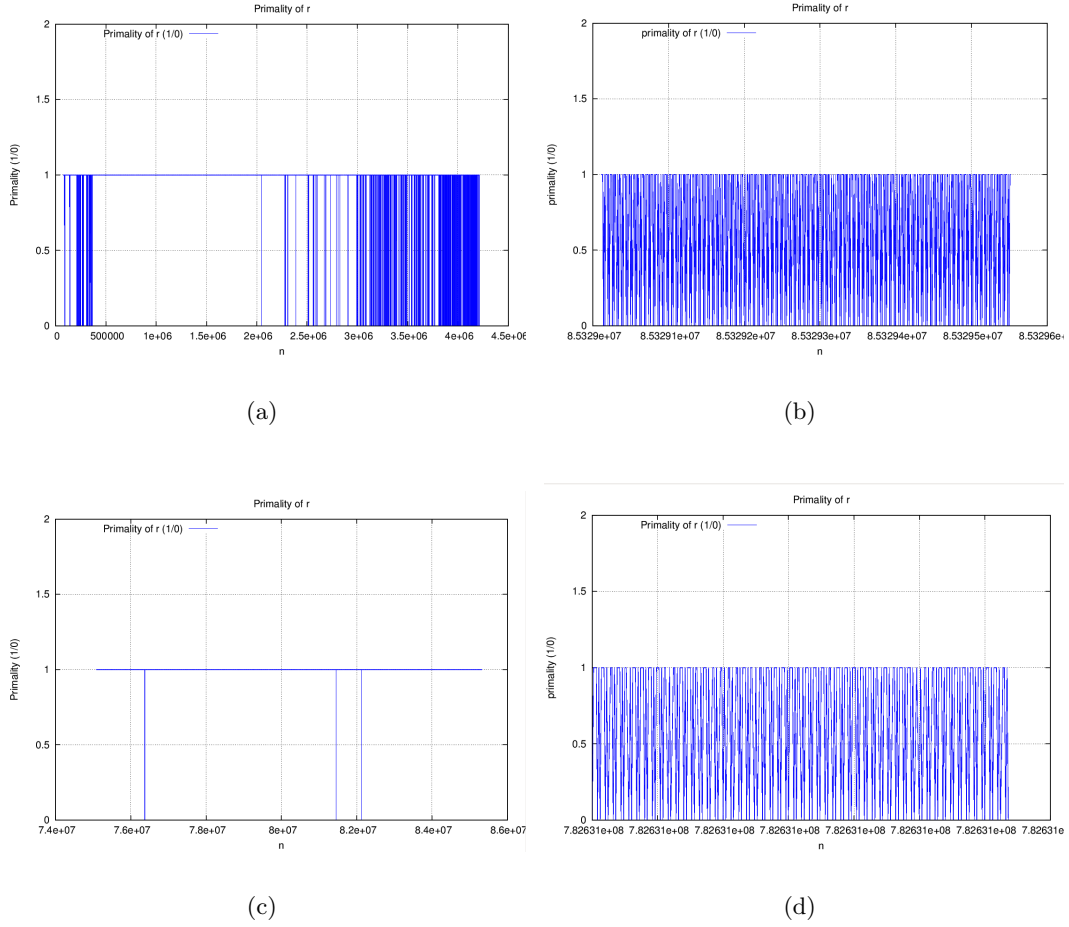 Primality of r
Primality of r (1/0)
Primality (1/0)
2
1.5
1
0.5
0
0 500000 1e+06 1.5e+06 2e+06 2.5e+06 3e+06 3.5e+06 4e+06 4.5e+06
n
(a)
Primality of r
primality of r (1/0)
primality (1/0)
2
1.5
1
0.5
0
8.5329e+07 8.53291e+07 8.53292e+07 8.53293e+07 8.53294e+07 8.53295e+07 8.53296e+
n
(b)
Primality of r
Primality of r (1/0)
Primality (1/0)
2
1.5
1
0.5
0
7.4e+07 7.6e+07 7.8e+07 8e+07 8.2e+07 8.4e+07 8.6e+07
n
(c)
Primality of r
Primality of r (1/0)
primality (1/0)
2
1.5
1
0.5
0
7.82631e+08 7.82631e+08 7.82631e+08 7.82631e+08 7.82631e+08 7.82631e+08 7.82631e+08 7.82631e
n
(d)